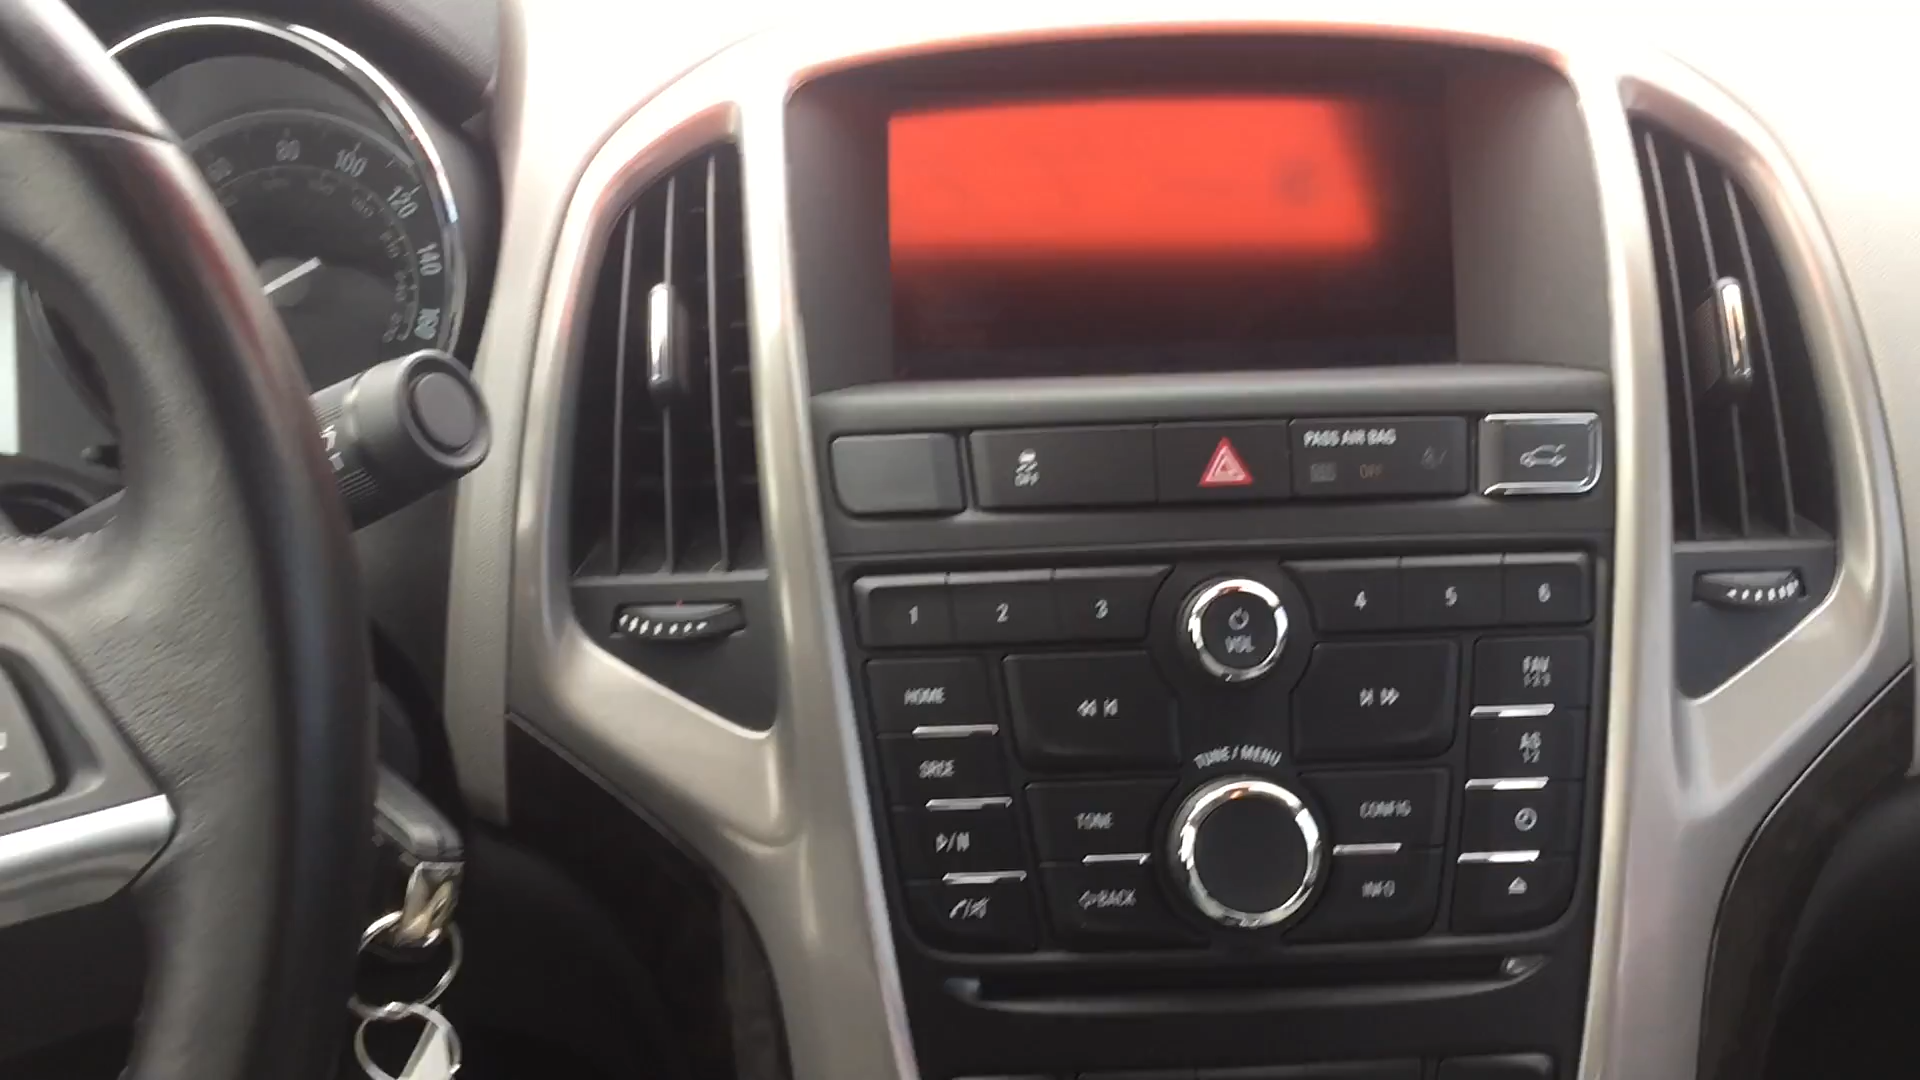 80
100
120
140
160
OFF
PASS AIR BAG
OFF
1
2
3
4
5
6
VOL
HOME
FAV
1-2-3
SRCE
TUNE / MENU
AS
1-2
TONE
CONFIG
BACK
INFO